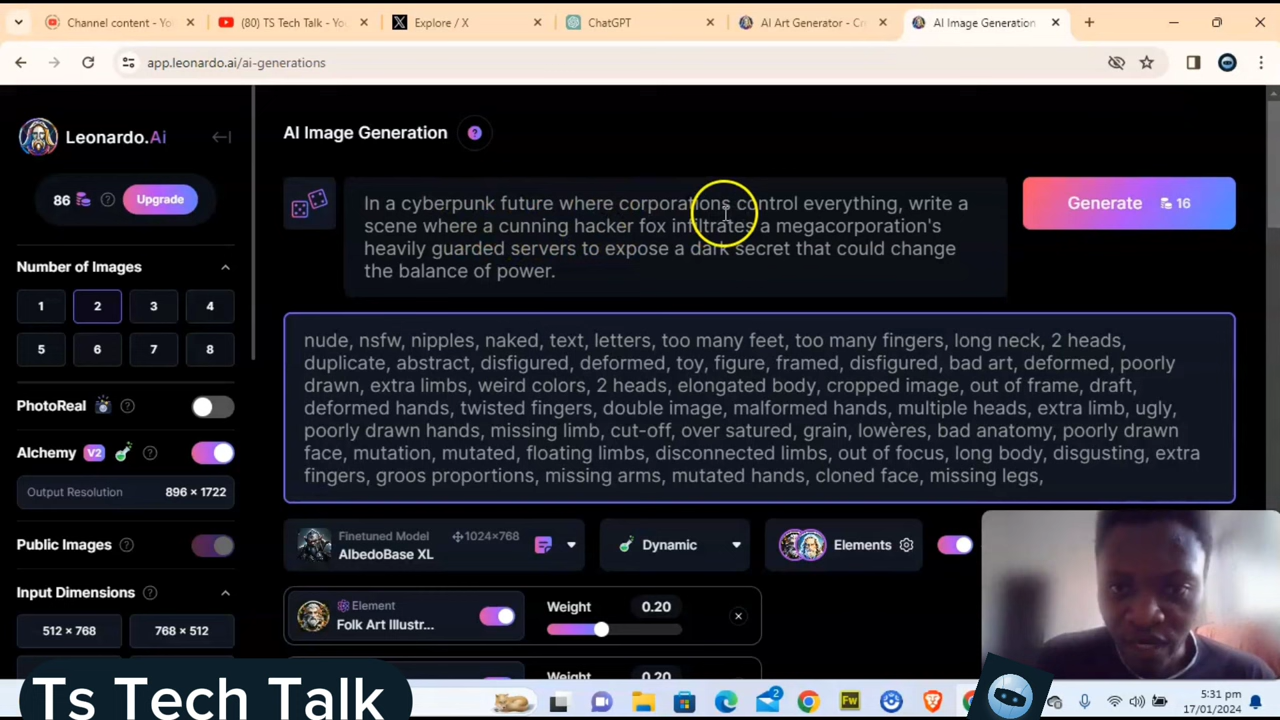 Channel content - Yo
(80) TS Tech Talk - Yo
Explore / X
ChatGPT
AI Art Generator - Co
AI Image Generation
app.leonardo.ai/ai-generations
Leonardo.Ai
86
Upgrade
Number of Images
1 2 3 4
5 6 7 8
PhotoReal
Alchemy V2
Output Resolution 896 × 1722
Public Images
Input Dimensions
512 × 768 768 × 512
AI Image Generation
In a cyberpunk future where corporations control everything, write a
scene where a cunning hacker fox infiltrates a megacorporation's
heavily guarded servers to expose a dark secret that could change
the balance of power.
Generate 16
nude, nsfw, nipples, naked, text, letters, too many feet, too many fingers, long neck, 2 heads,
duplicate, abstract, disfigured, deformed, toy, figure, framed, disfigured, bad art, deformed, poorly
drawn, extra limbs, weird colors, 2 heads, elongated body, cropped image, out of frame, draft,
deformed hands, twisted fingers, double image, malformed hands, multiple heads, extra limb, ugly,
poorly drawn hands, missing limb, cut-off, over satured, grain, lowères, bad anatomy, poorly drawn
face, mutation, mutated, floating limbs, disconnected limbs, out of focus, long body, disgusting, extra
fingers, groos proportions, missing arms, mutated hands, cloned face, missing legs,
Finetuned Model 1024×768
AlbedoBase XL
Dynamic
Elements
Element
Folk Art Illustr...
Weight 0.20
Ts Tech Talk
2
Fw
5:31 pm
17/01/2024